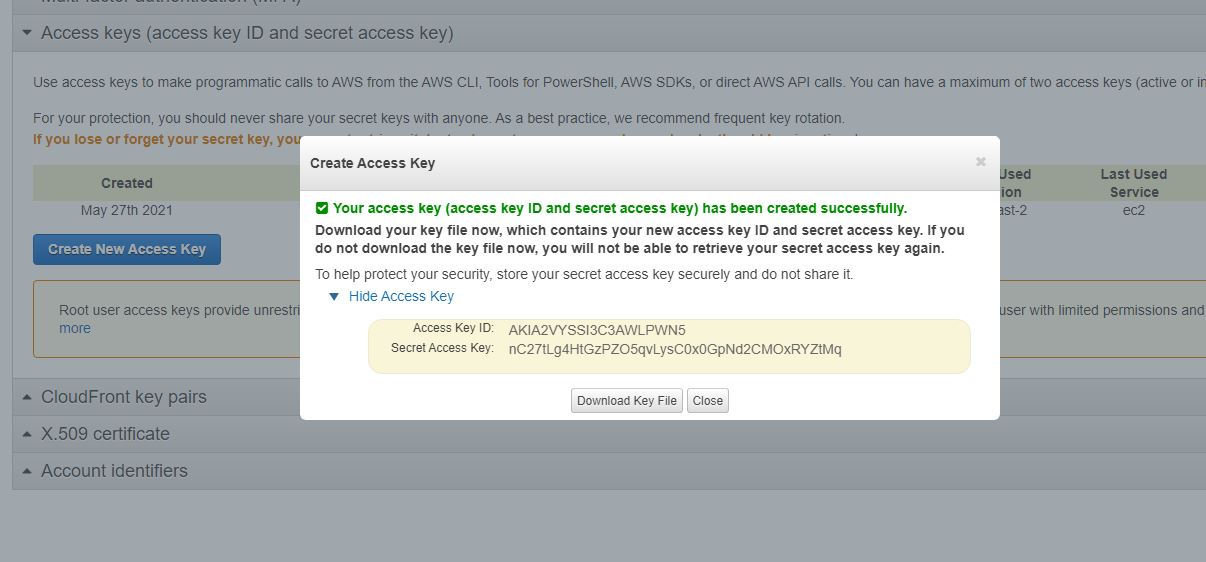 Access keys (access key ID and secret access key)
Use access keys to make programmatic calls to AWS from the AWS CLI, Tools for PowerShell, AWS SDKs, or direct AWS API calls. You can have a maximum of two access keys (active or in
For your protection, you should never share your secret keys with anyone. As a best practice, we recommend frequent key rotation.
If you lose or forget your secret key, you
Create Access Key
Created
Used
Last Used
ion
Service
May 27th 2021
ast-2
ec2
Your access key (access key ID and secret access key) has been created successfully.
Download your key file now, which contains your new access key ID and secret access key. If you
do not download the key file now, you will not be able to retrieve your secret access key again.
Create New Access Key
To help protect your security, store your secret access key securely and do not share it.
Hide Access Key
Root user access keys provide unrestri
user with limited permissions and
more
Access Key ID: AKIA2VYSSI3C3AWLPWN5
Secret Access Key: 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
Download Key File
Close
CloudFront key pairs
X.509 certificate
Account identifiers